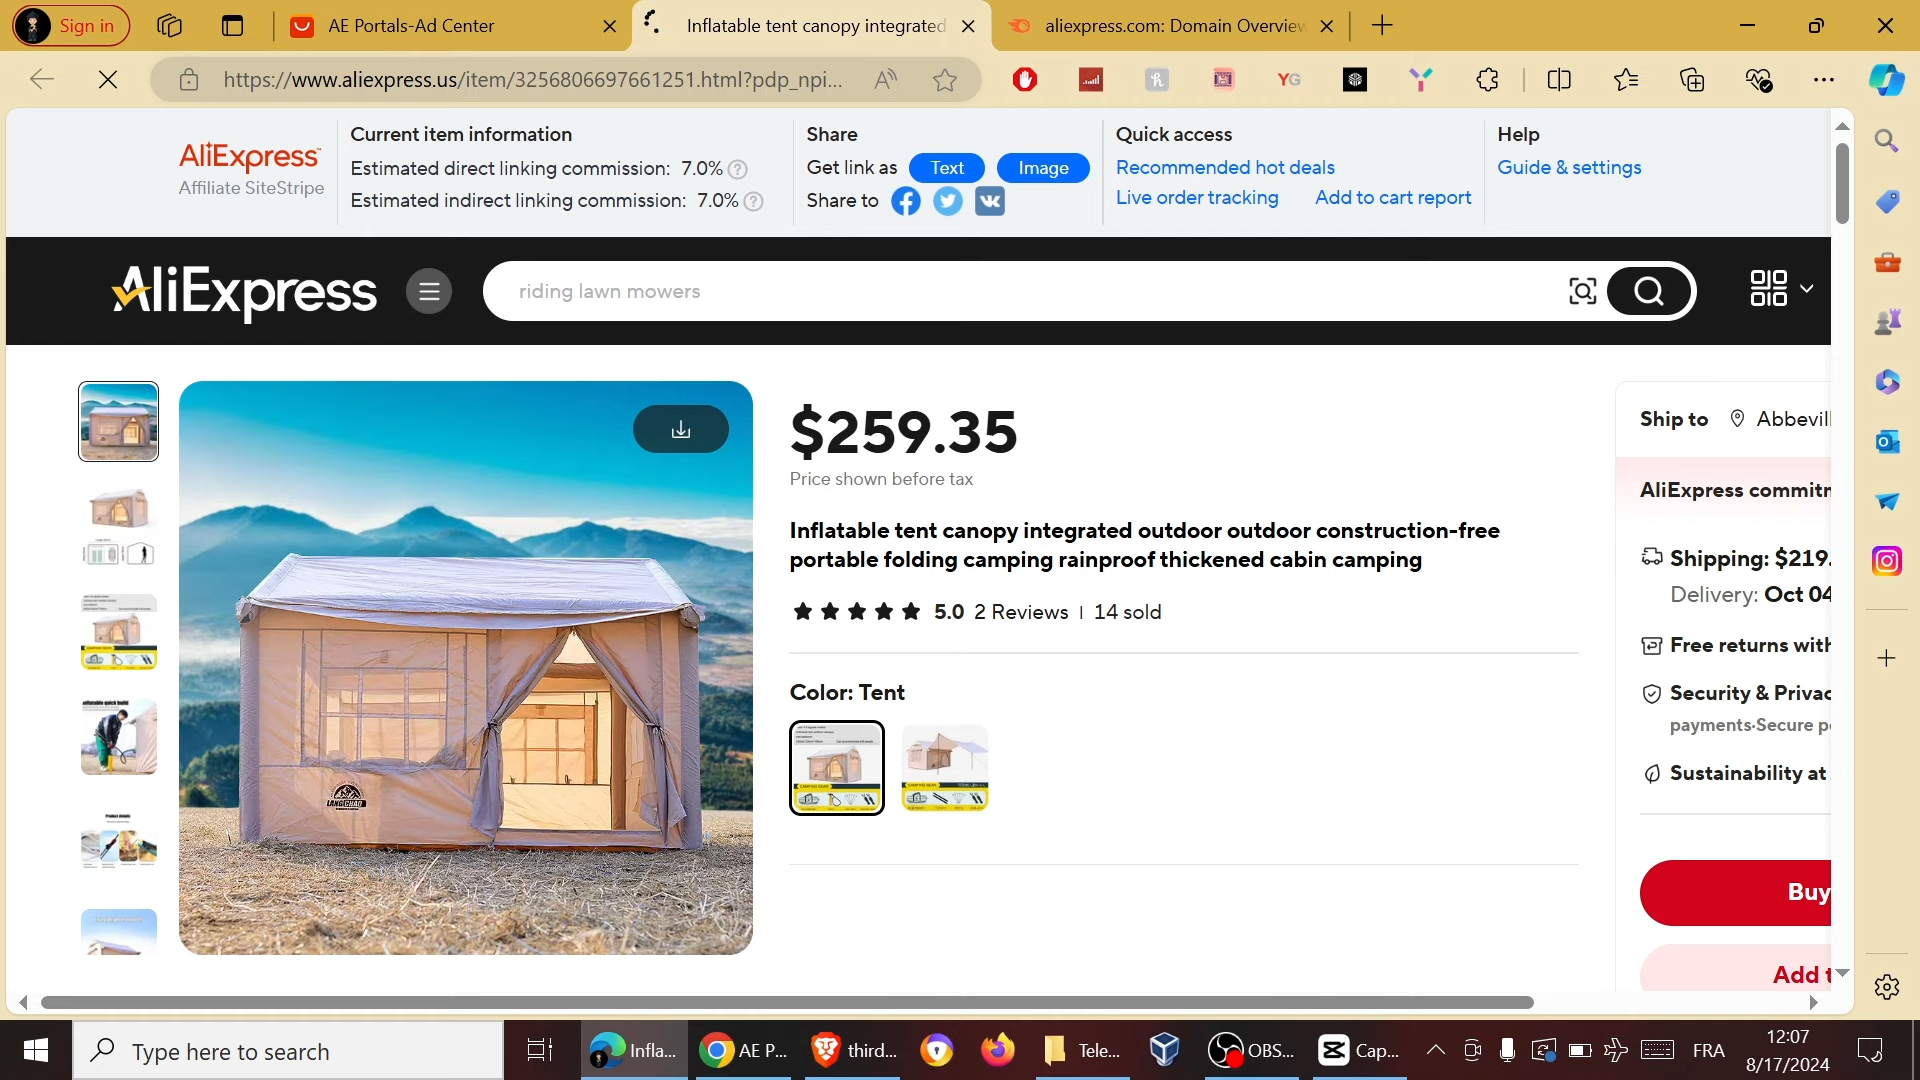 Sign in
AE Portals-Ad Center
Inflatable tent canopy integrated
aliexpress.com: Domain Overview
https://www.aliexpress.us/item/3256806697661251.html?pdp_npi...
AliExpress
Affiliate SiteStripe
Current item information
Estimated direct linking commission: 7.0%
Estimated indirect linking commission: 7.0%
Share
Get link as Text Image
Share to
Quick access
Recommended hot deals
Live order tracking Add to cart report
Help
Guide & settings
AliExpress
riding lawn mowers
LANGCHAO
$259.35
Price shown before tax
Inflatable tent canopy integrated outdoor outdoor construction-free
portable folding camping rainproof thickened cabin camping
5.0 2 Reviews | 14 sold
Color: Tent
Ship to Abbevil
AliExpress commitm
Shipping: $219.
Delivery: Oct 04
Free returns with
Security & Privac
payments·Secure p
Sustainability at
Buy
Add t
Type here to search
Infla...
AE P...
third...
Tele...
OBS...
Cap...
FRA
12:07
8/17/2024